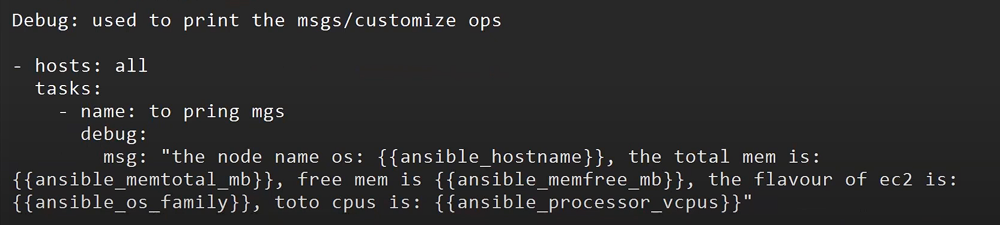 Debug: used to print the msgs/customize ops
- hosts: all
tasks:
- name: to pring mgs
debug:
msg: "the node name os: {{ansible_hostname}}, the total mem is:
{{ansible_memtotal_mb}}, free mem is {{ansible_memfree_mb}}, the flavour of ec2 is:
{{ansible_os_family}}, toto cpus is: {{ansible_processor_vcpus}}"